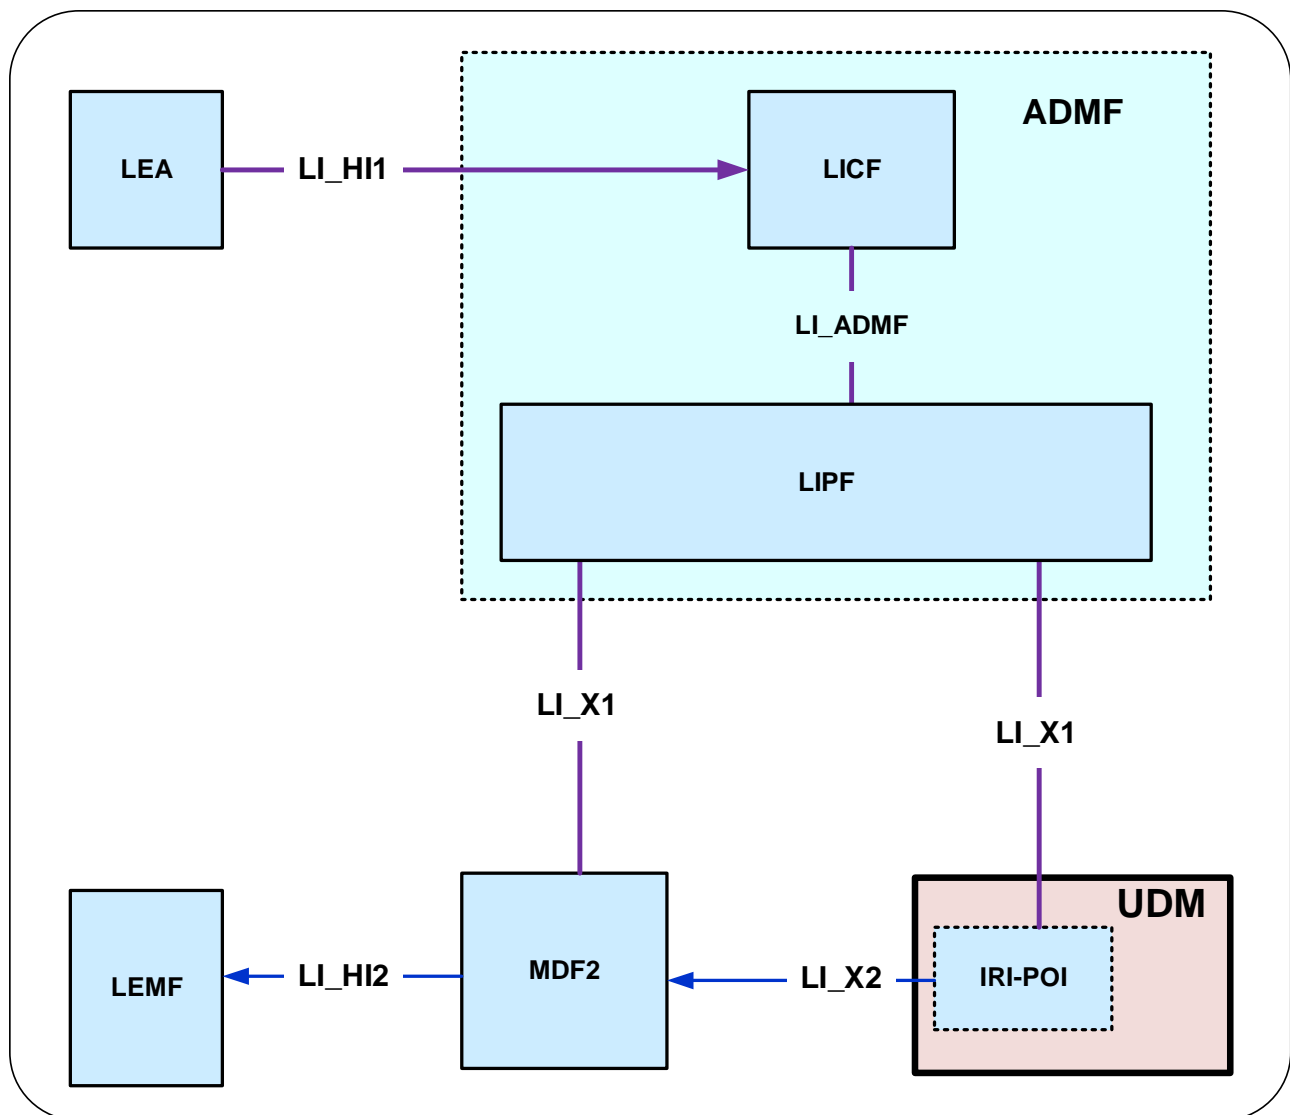 ADMF
LEA
LI_HI1
LICF
LI_ADMF
LIPF
LI_X1
LI_X1
UDM
LEMF
LI_HI2
MDF2
LI_X2
IRI-POI